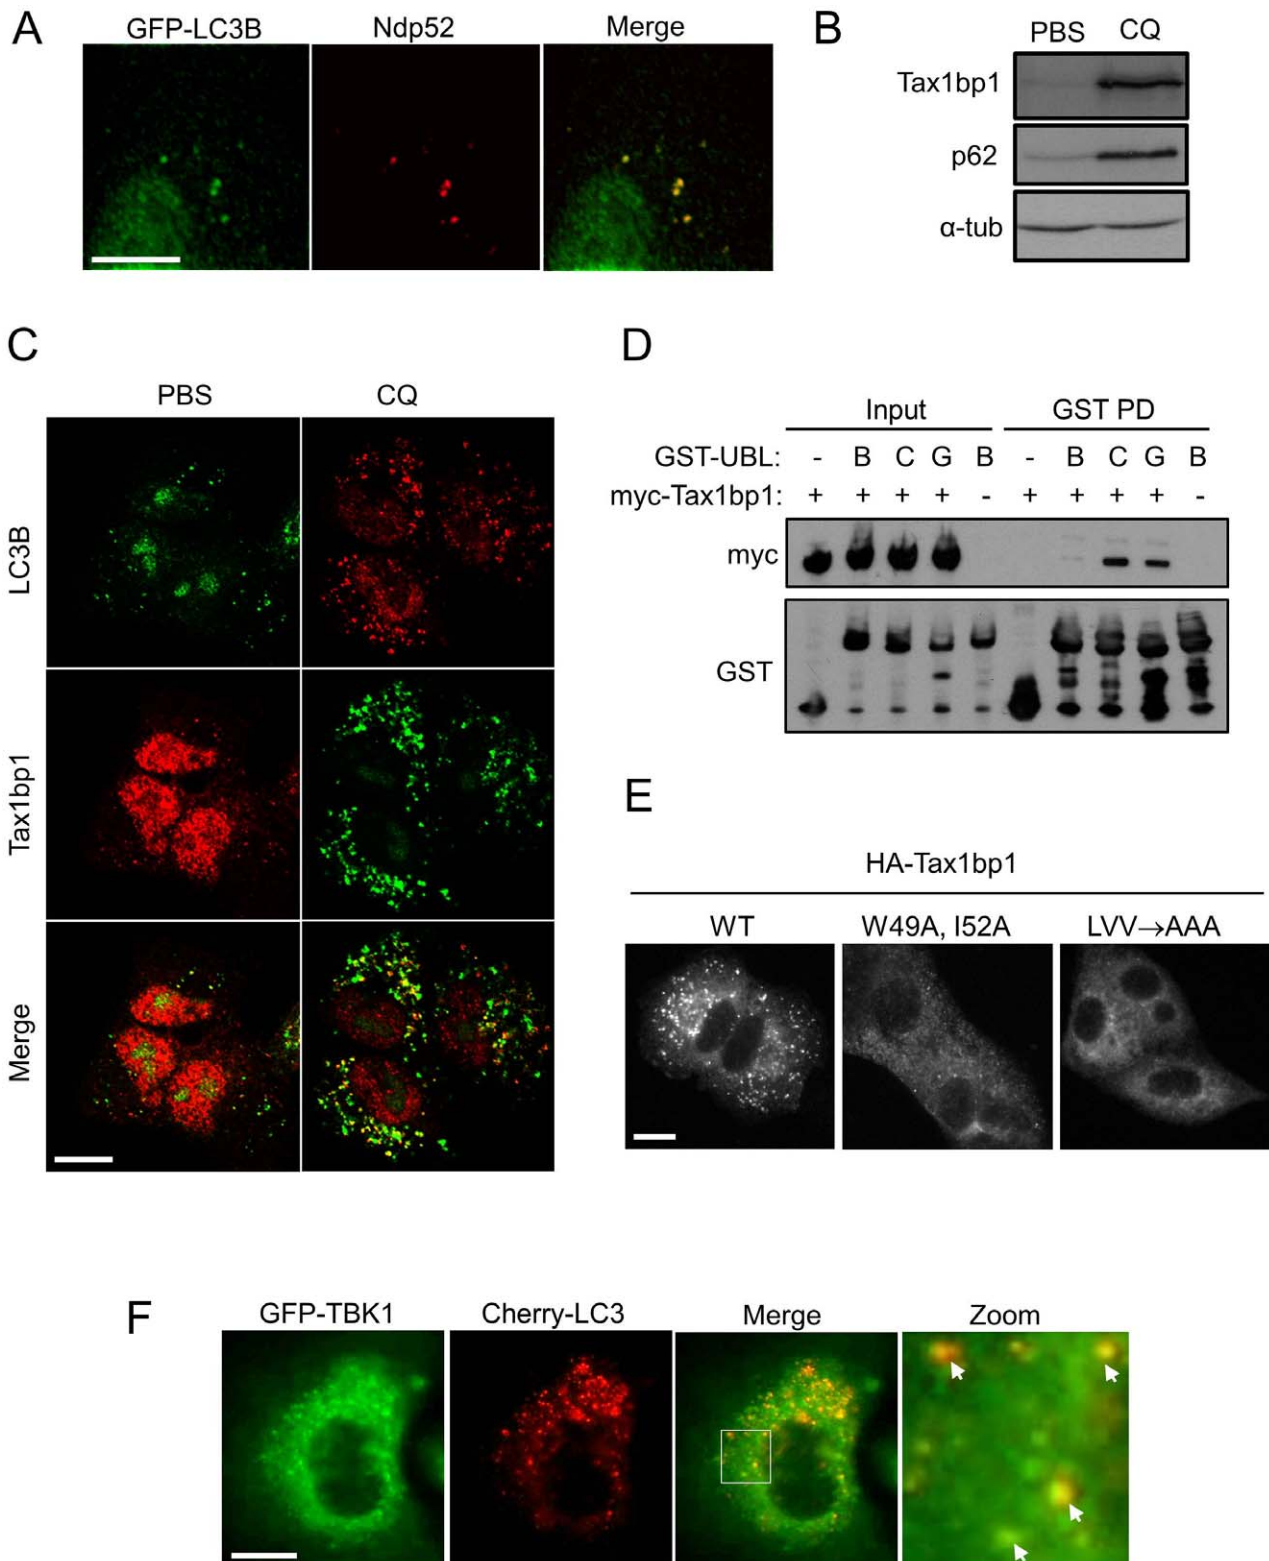 A
GFP-LC3B Ndp52 Merge
B
PBS CQ
Tax1bp1
p62
α-tub
C
PBS CQ
LC3B
Tax1bp1
Merge
D
Input GST PD
GST-UBL: - B C G B - B C G B
myc-Tax1bp1: + + + + - + + + + -
myc
GST
E
HA-Tax1bp1
WT W49A, I52A LVV→AAA
F
GFP-TBK1 Cherry-LC3 Merge Zoom